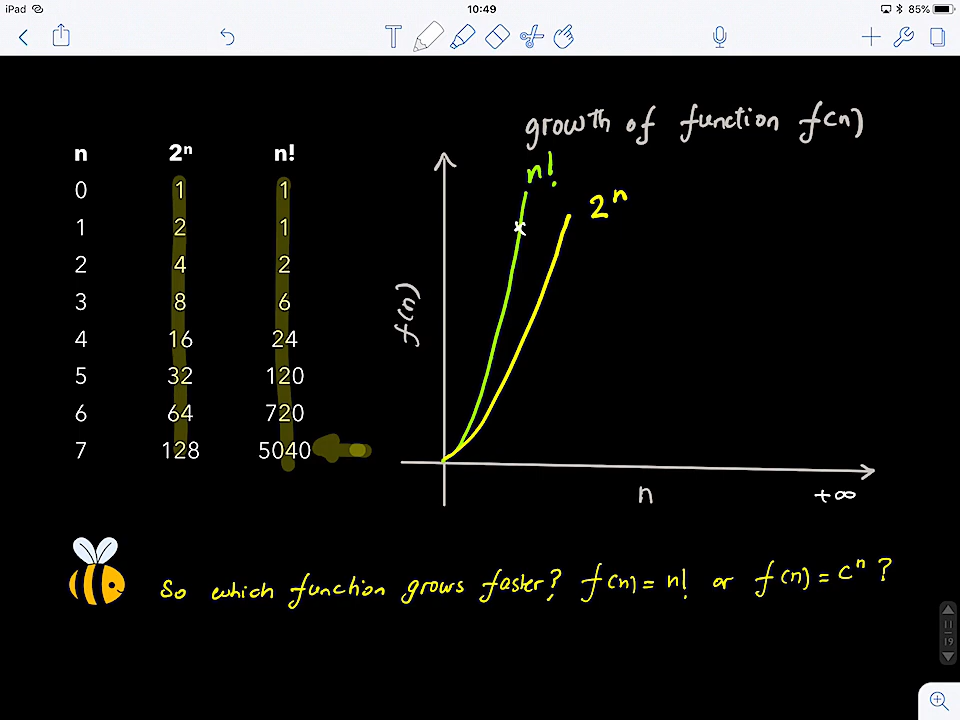 iPad 10:49 85%
growth of function f(n)
n 2ⁿ n!
0 1 1
1 2 1
2 4 2
3 8 6
4 16 24
5 32 120
6 64 720
7 128 5040
n!
2ⁿ
f(n)
n
+∞
So which function grows faster? f(n) = n! or f(n) = cⁿ ?
11
19